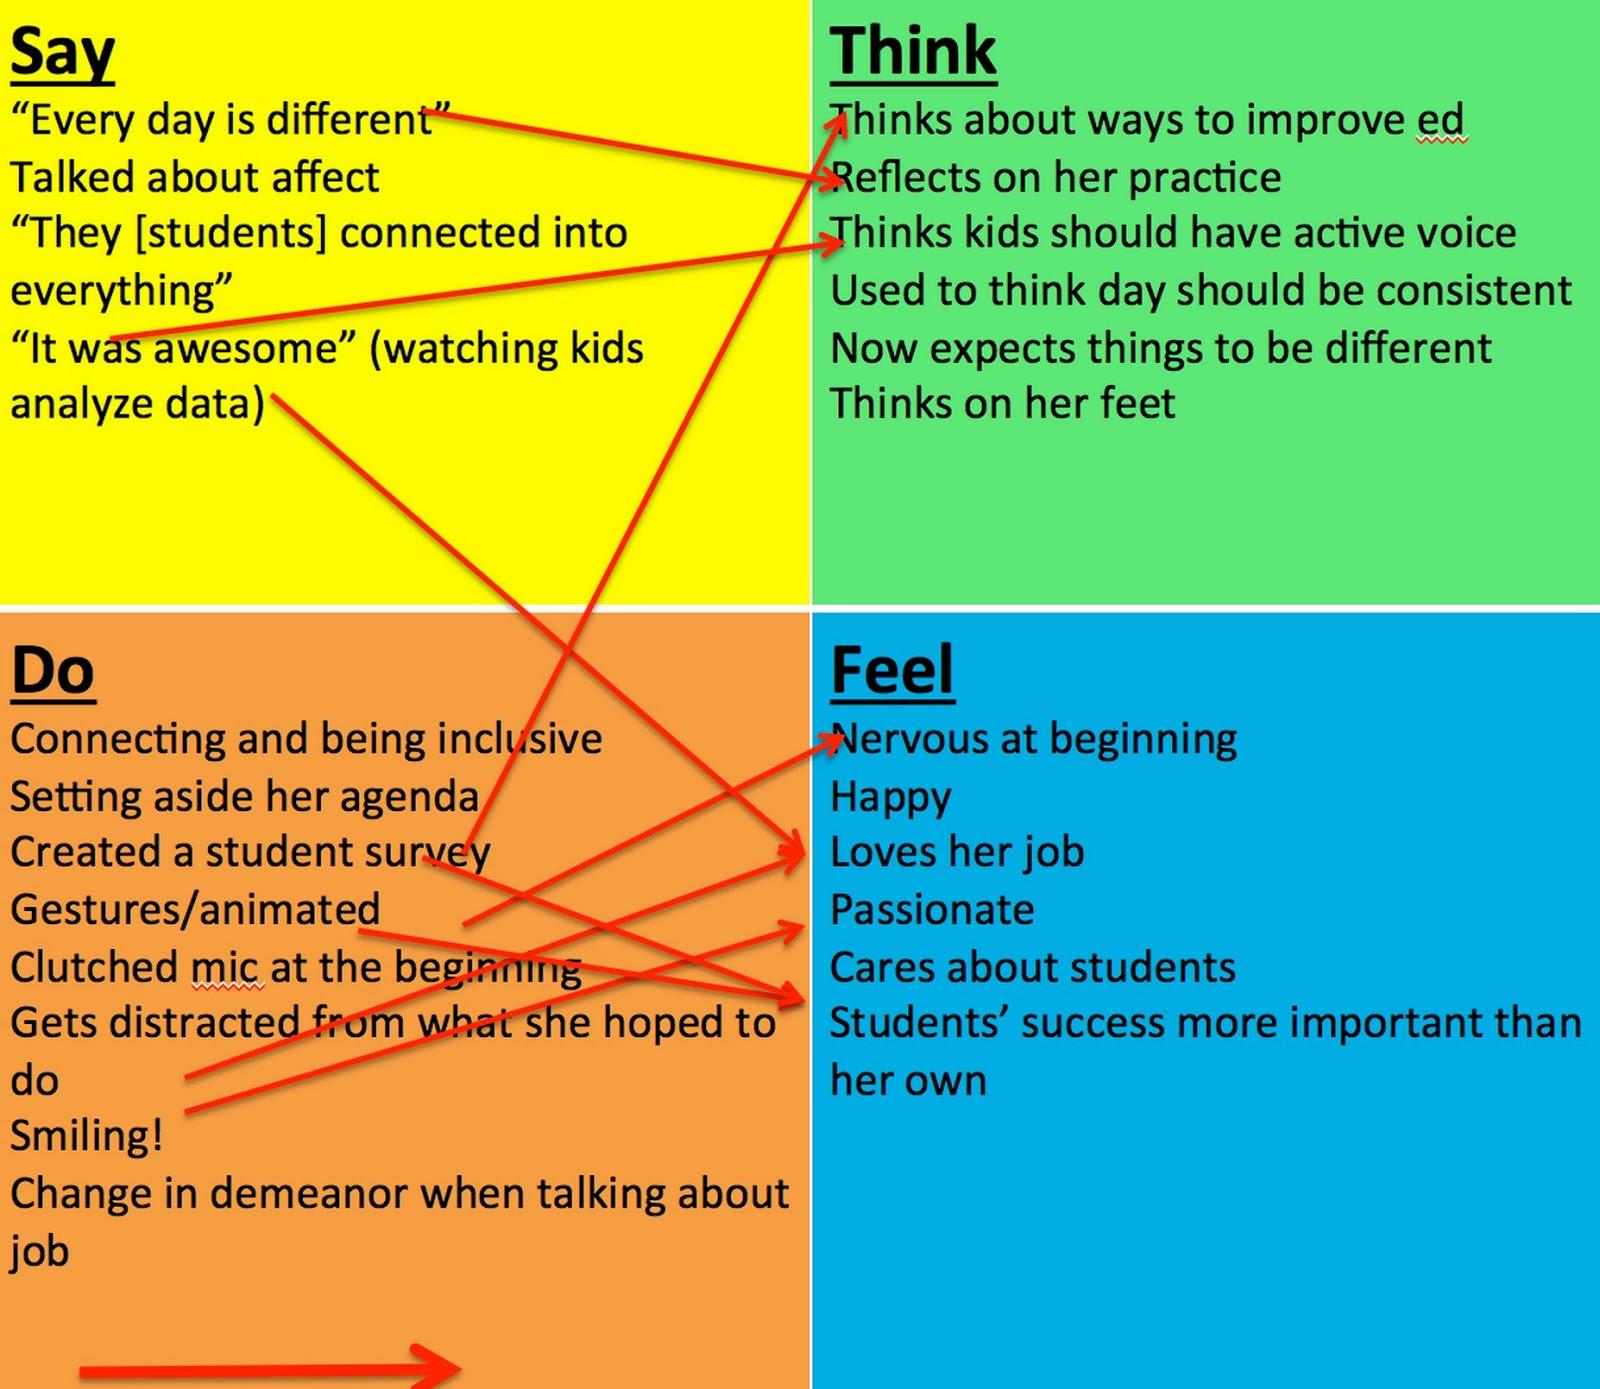 Say
“Every day is different”
Talked about affect
“They [students] connected into
everything”
“It was awesome” (watching kids
analyze data)
Think
Thinks about ways to improve ed
Reflects on her practice
Thinks kids should have active voice
Used to think day should be consistent
Now expects things to be different
Thinks on her feet
Do
Connecting and being inclusive
Setting aside her agenda
Created a student survey
Gestures/animated
Clutched mic at the beginning
Gets distracted from what she hoped to
do
Smiling!
Change in demeanor when talking about
job
Feel
Nervous at beginning
Happy
Loves her job
Passionate
Cares about students
Students’ success more important than
her own